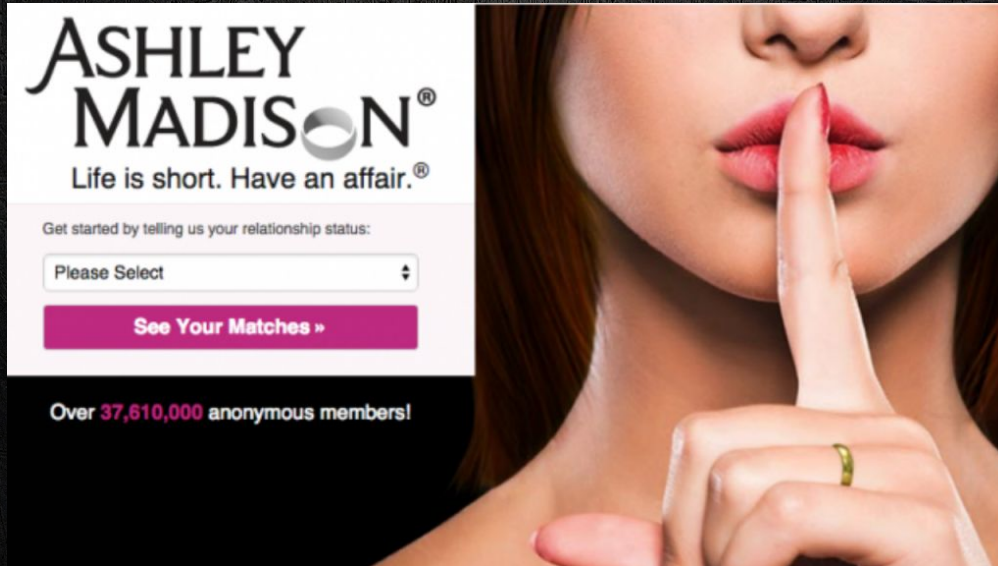 ASHLEY
MADISON®
Life is short. Have an affair.®
Get started by telling us your relationship status:
Please Select
See Your Matches »
Over 37,610,000 anonymous members!